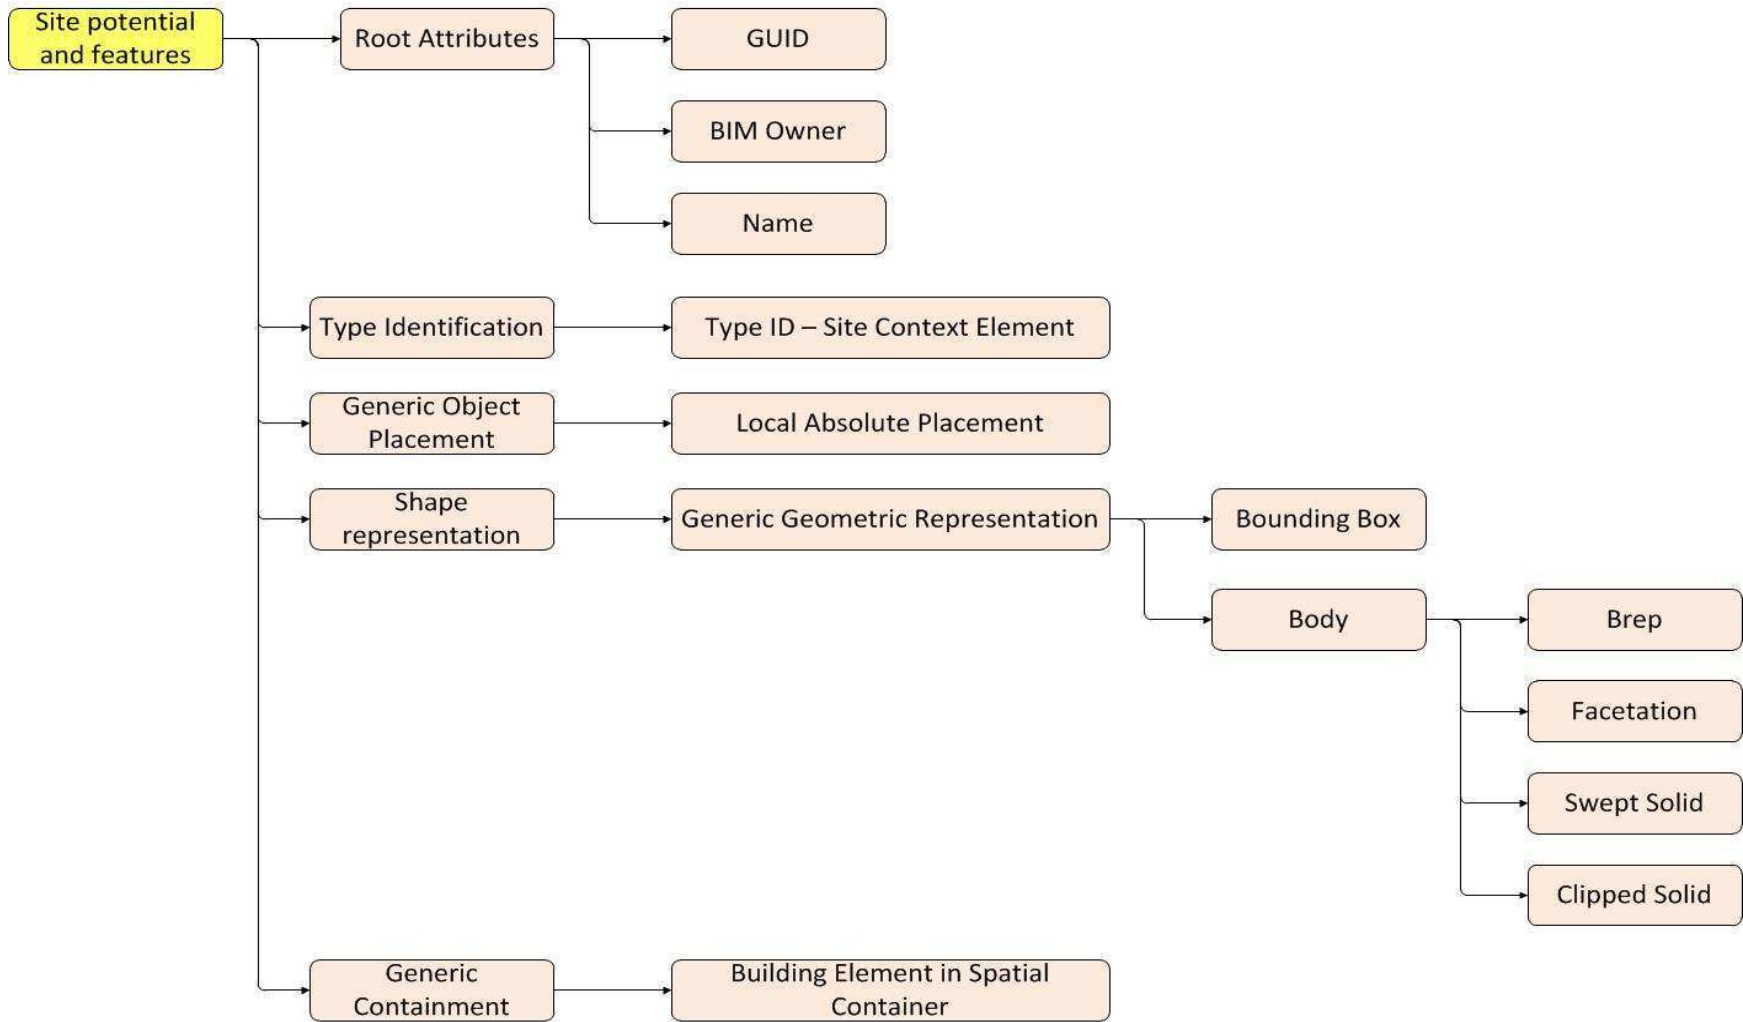 Site potential
and features
Root Attributes
GUID
BIM Owner
Name
Type Identification
Type ID – Site Context Element
Generic Object
Placement
Local Absolute Placement
Shape
representation
Generic Geometric Representation
Bounding Box
Body
Brep
Facetation
Swept Solid
Clipped Solid
Generic
Containment
Building Element in Spatial
Container